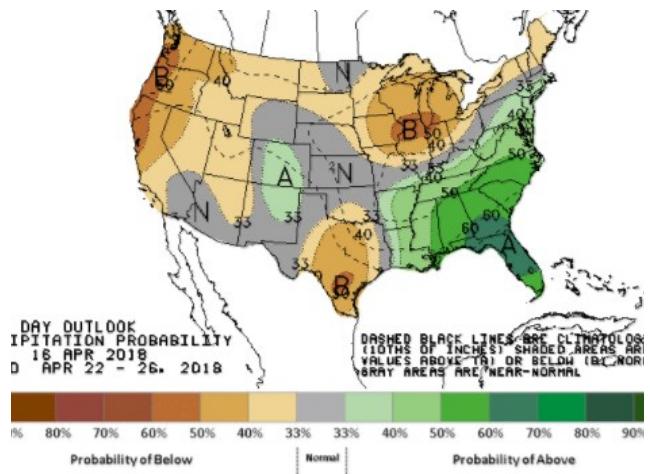 B
40
N
33
A
N
33
33
N
B
50
40
33
33
40
50
33
40
B
33
50
60
60
A
DAY OUTLOOK
IPITATION PROBABILITY
16 APR 2018
D APR 22 - 26, 2018
DASHED BLACK LINES ARE CLIMATOLOG
(10THS OF INCHES) SHADED AREAS AR
VALUES ABOVE (A) OR BELOW (B) NOR
GRAY AREAS ARE NEAR-NORMAL
% 80% 70% 60% 50% 40% 33% 33% 40% 50% 60% 70% 80% 90%
Probability of Below Normal Probability of Above